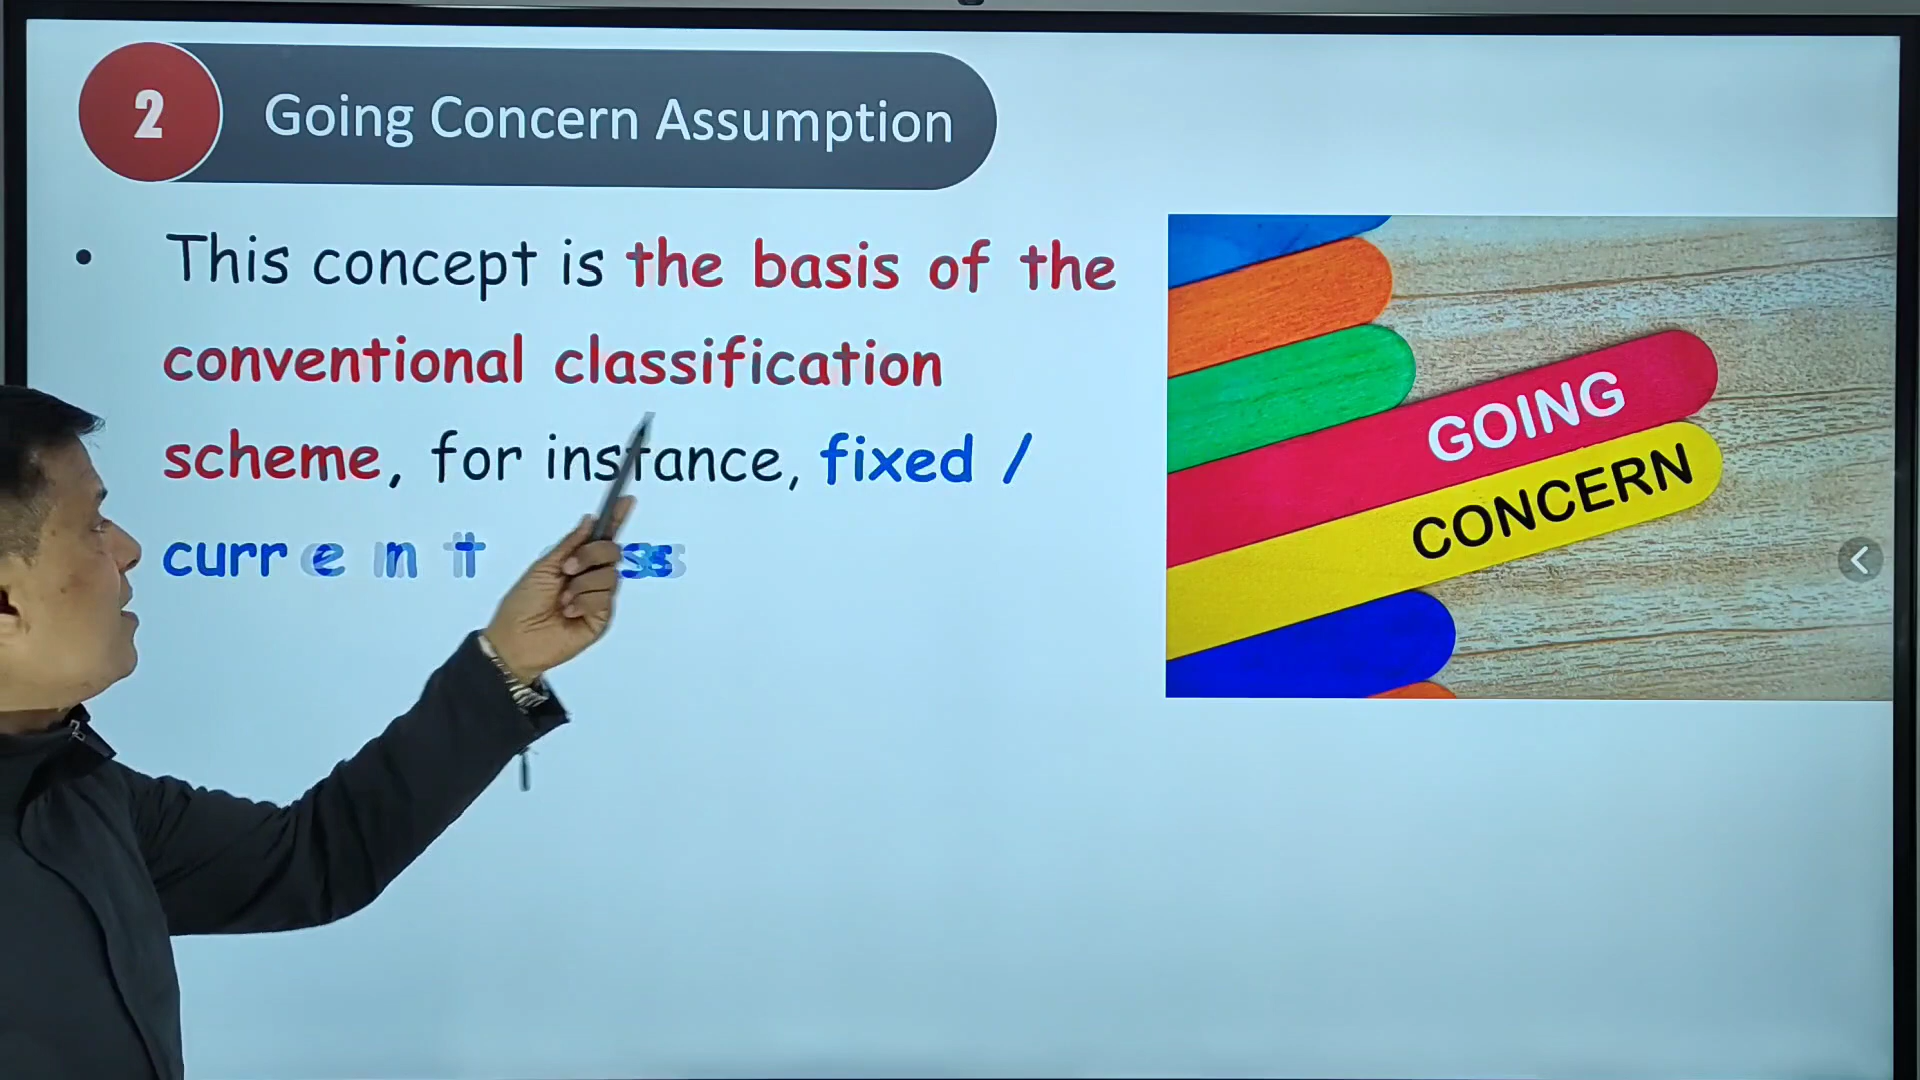 2
Going Concern Assumption
• This concept is the basis of the
conventional classification
scheme, for instance, fixed /
current
GOING
CONCERN